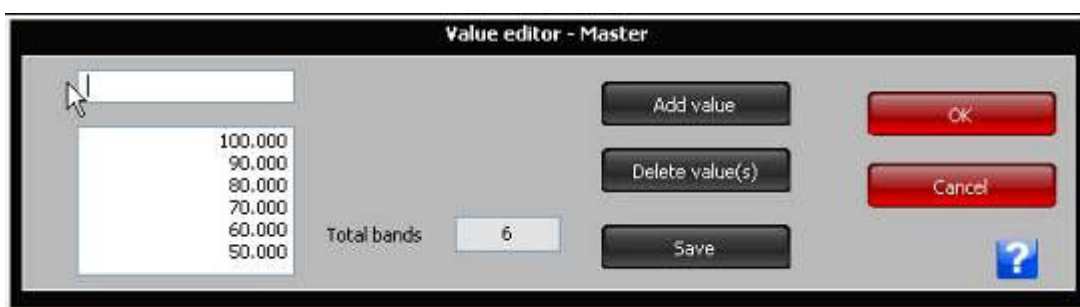 Value editor - Master
Add value
OK
100.000
90.000
80.000
70.000
60.000
50.000
Delete value(s)
Cancel
Total bands
6
Save
?